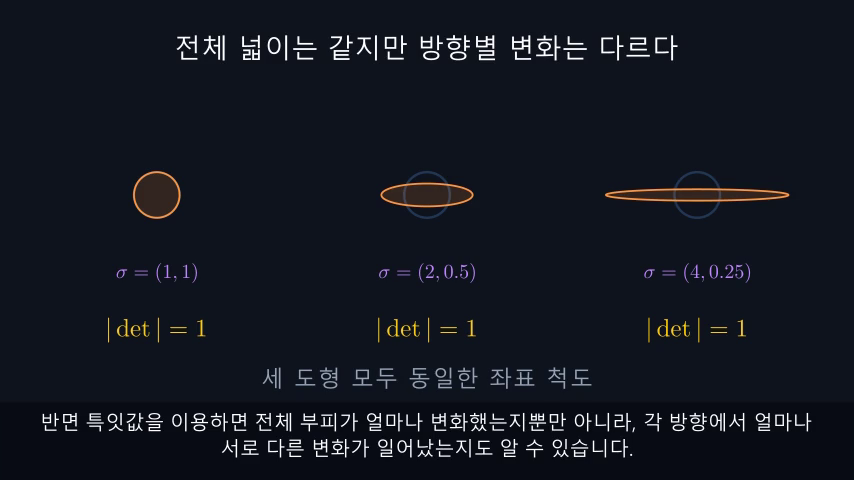 전체 넓이는 같지만 방향별 변화는 다르다
σ = (1, 1)
σ = (2, 0.5)
σ = (4, 0.25)
| det | = 1
| det | = 1
| det | = 1
세 도형 모두 동일한 좌표 척도
반면 특잇값을 이용하면 전체 부피가 얼마나 변화했는지뿐만 아니라, 각 방향에서 얼마나
서로 다른 변화가 일어났는지도 알 수 있습니다.